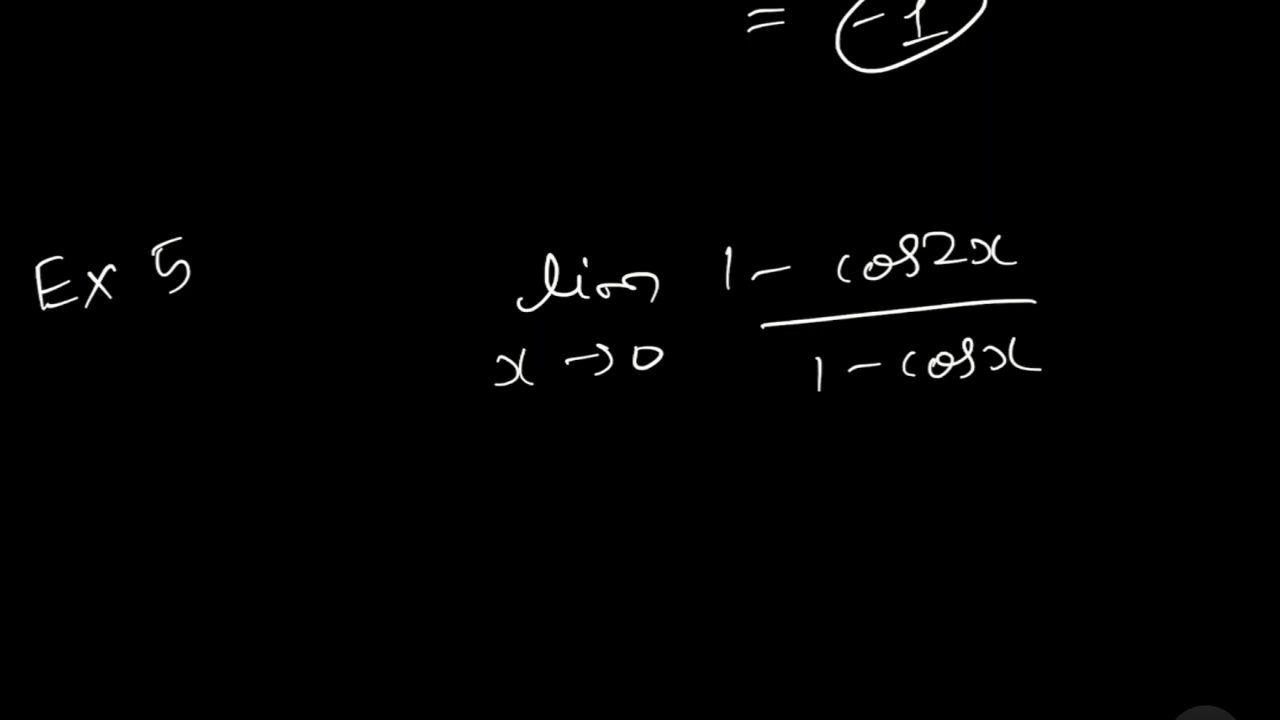 = -1
Ex 5 lim 1 - cos2x
x → 0 1 - cosx